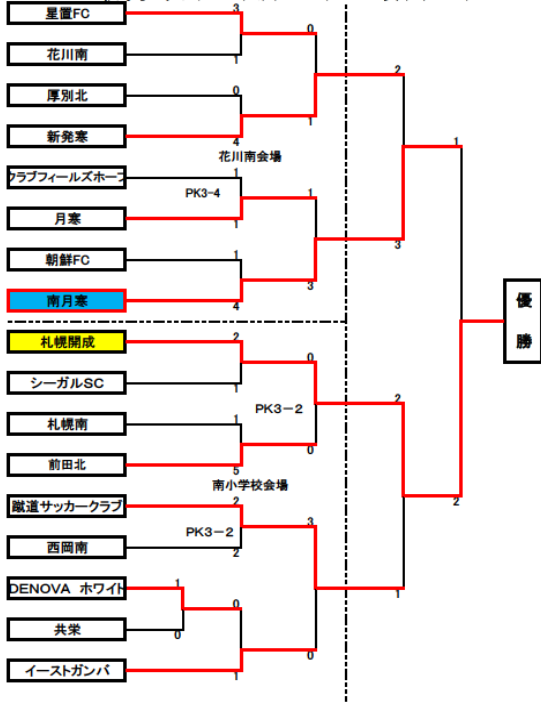 星置FC
3
0
花川南
1
2
厚別北
0
1
新発寒
4
1
花川南会場
クラブフィールズホープ
1
PK3-4
1
月寒
1
朝鮮FC
1
3
3
南月寒
4
優
勝
札幌開成
2
0
シーガルSC
1
2
PK3-2
札幌南
1
前田北
5
0
南小学校会場
蹴道サッカークラブ
2
2
PK3-2
3
西岡南
2
DENOVA ホワイト
1
0
1
共栄
0
0
イーストガンバ
1